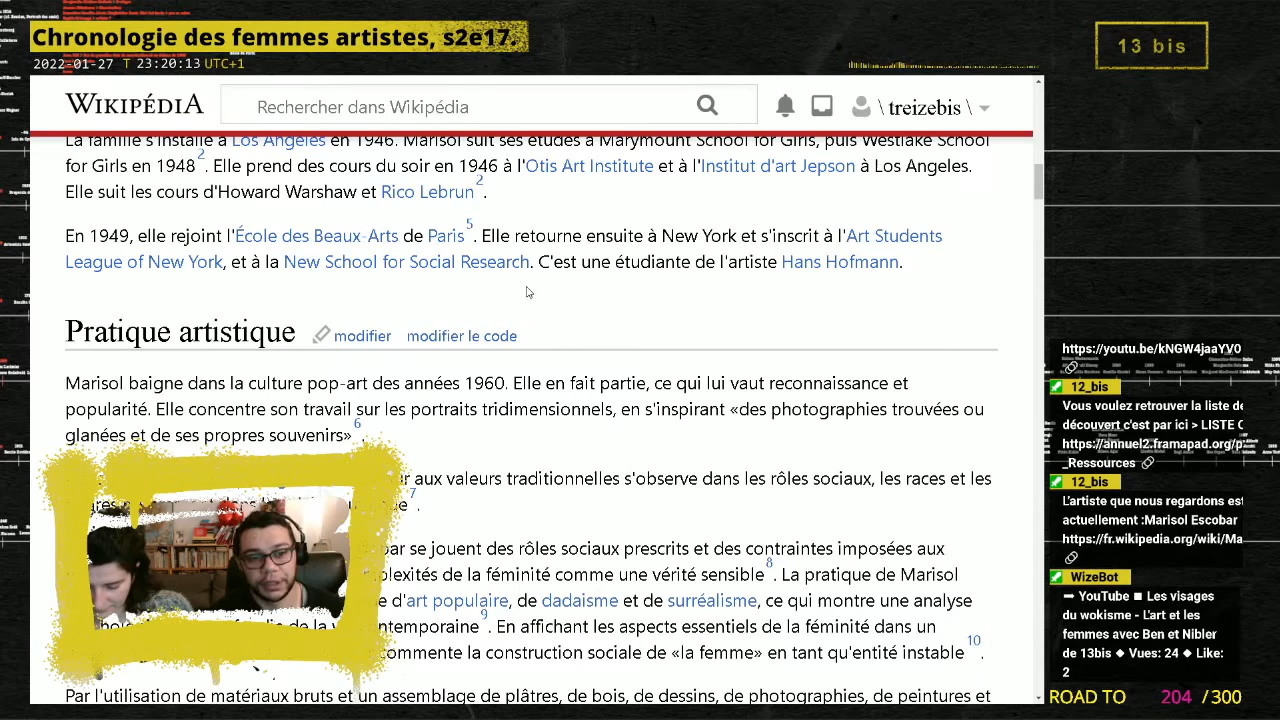 Chronologie des femmes artistes, s2e17.
2022-01-27 T 23:20:13 UTC+1
13 bis
WIKIPÉDIA
Rechercher dans Wikipédia
\ treizebis \
La famille s'installe à Los Angeles en 1946. Marisol suit ses études à Marymount School for Girls, puis Westlake School
for Girls en 1948 2. Elle prend des cours du soir en 1946 à l'Otis Art Institute et à l'Institut d'art Jepson à Los Angeles.
Elle suit les cours d'Howard Warshaw et Rico Lebrun 2.
En 1949, elle rejoint l'École des Beaux-Arts de Paris 5. Elle retourne ensuite à New York et s'inscrit à l'Art Students
League of New York, et à la New School for Social Research. C'est une étudiante de l'artiste Hans Hofmann.
Pratique artistique modifier modifier le code
Marisol baigne dans la culture pop-art des années 1960. Elle en fait partie, ce qui lui vaut reconnaissance et
popularité. Elle concentre son travail sur les portraits tridimensionnels, en s'inspirant «des photographies trouvées ou
glanées et de ses propres souvenirs» 6.
aux valeurs traditionnelles s'observe dans les rôles sociaux, les races et les
7.
par se jouent des rôles sociaux prescrits et des contraintes imposées aux
de la féminité comme une vérité sensible 8. La pratique de Marisol
d'art populaire, de dadaisme et de surréalisme, ce qui montre une analyse
9. En affichant les aspects essentiels de la féminité dans un
commente la construction sociale de «la femme» en tant qu'entité instable 10.
Par l'utilisation de matériaux bruts et un assemblage de plâtres, de bois, de dessins, de photographies, de peintures et
https://youtu.be/kNGW4jaaYV0
12_bis
Vous voulez retrouver la liste de
découvert c'est par ici > LISTE
https://annuel2.framapad.org/p
_Ressources
12_bis
L'artiste que nous regardons est
actuellement :Marisol Escobar
https://fr.wikipedia.org/wiki/Ma
WizeBot
➡ YouTube ■ Les visages
du wokisme - L'art et les
femmes avec Ben et Nibler
de 13bis ◆ Vues: 24 ◆ Like:
2
ROAD TO 204 / 300